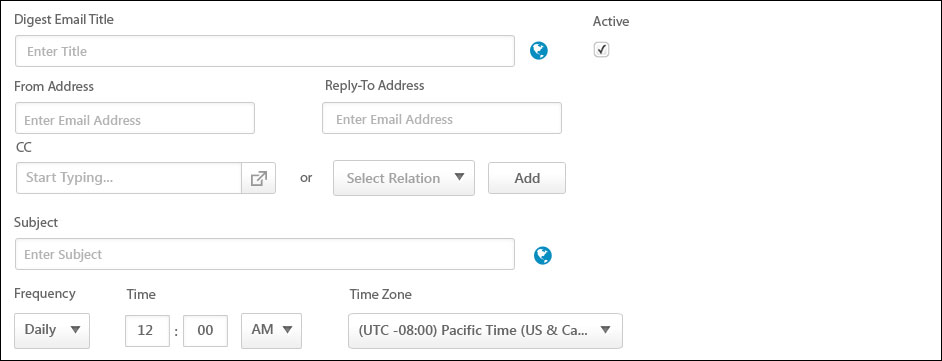 Digest Email Title Active
Enter Title
From Address Reply-To Address
Enter Email Address Enter Email Address
CC
Start Typing... or Select Relation Add
Subject
Enter Subject
Frequency Time Time Zone
Daily 12 : 00 AM (UTC -08:00) Pacific Time (US & Ca...